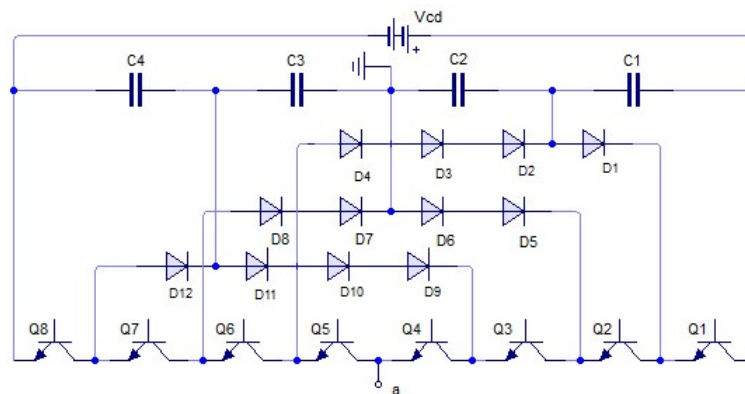 Vcd
+
C4 C3 C2 C1
D4 D3 D2 D1
D8 D7 D6 D5
D12 D11 D10 D9
Q8 Q7 Q6 Q5 Q4 Q3 Q2 Q1
a